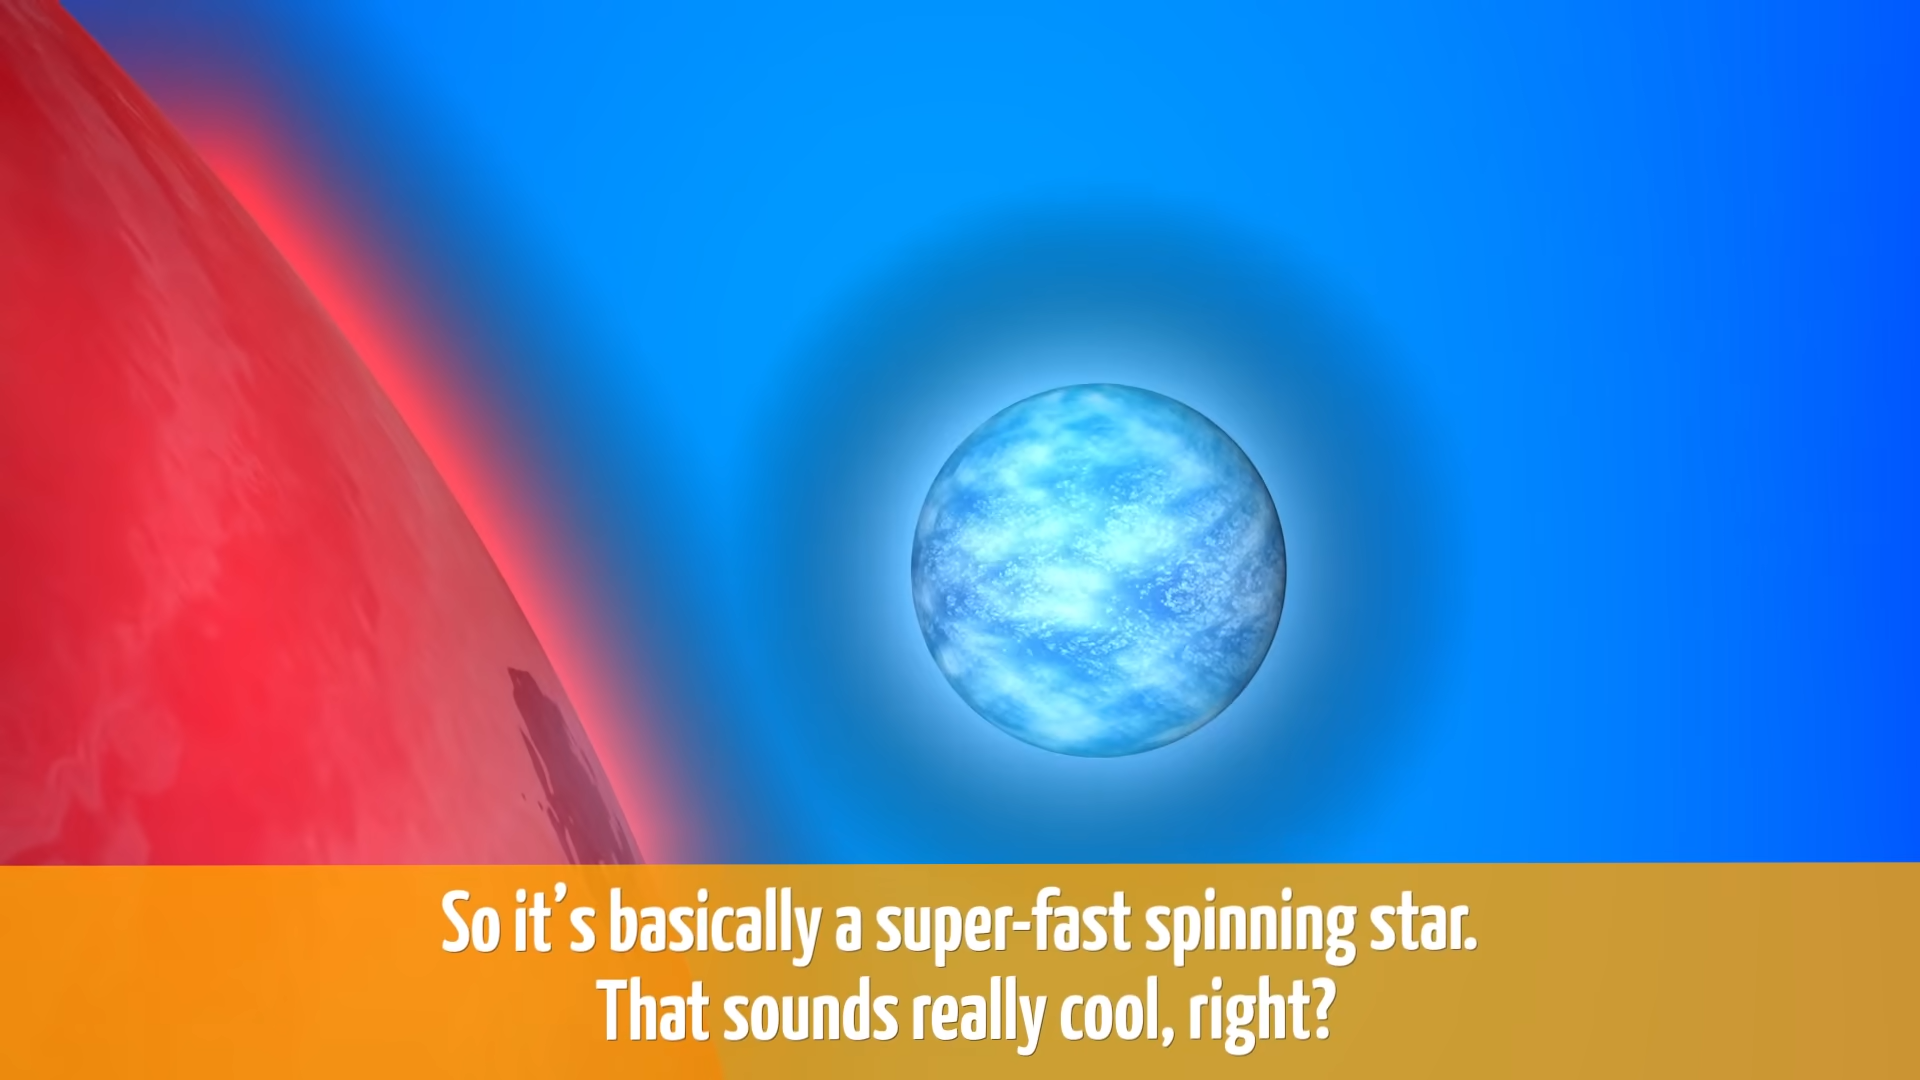 So it’s basically a super-fast spinning star.
That sounds really cool, right?